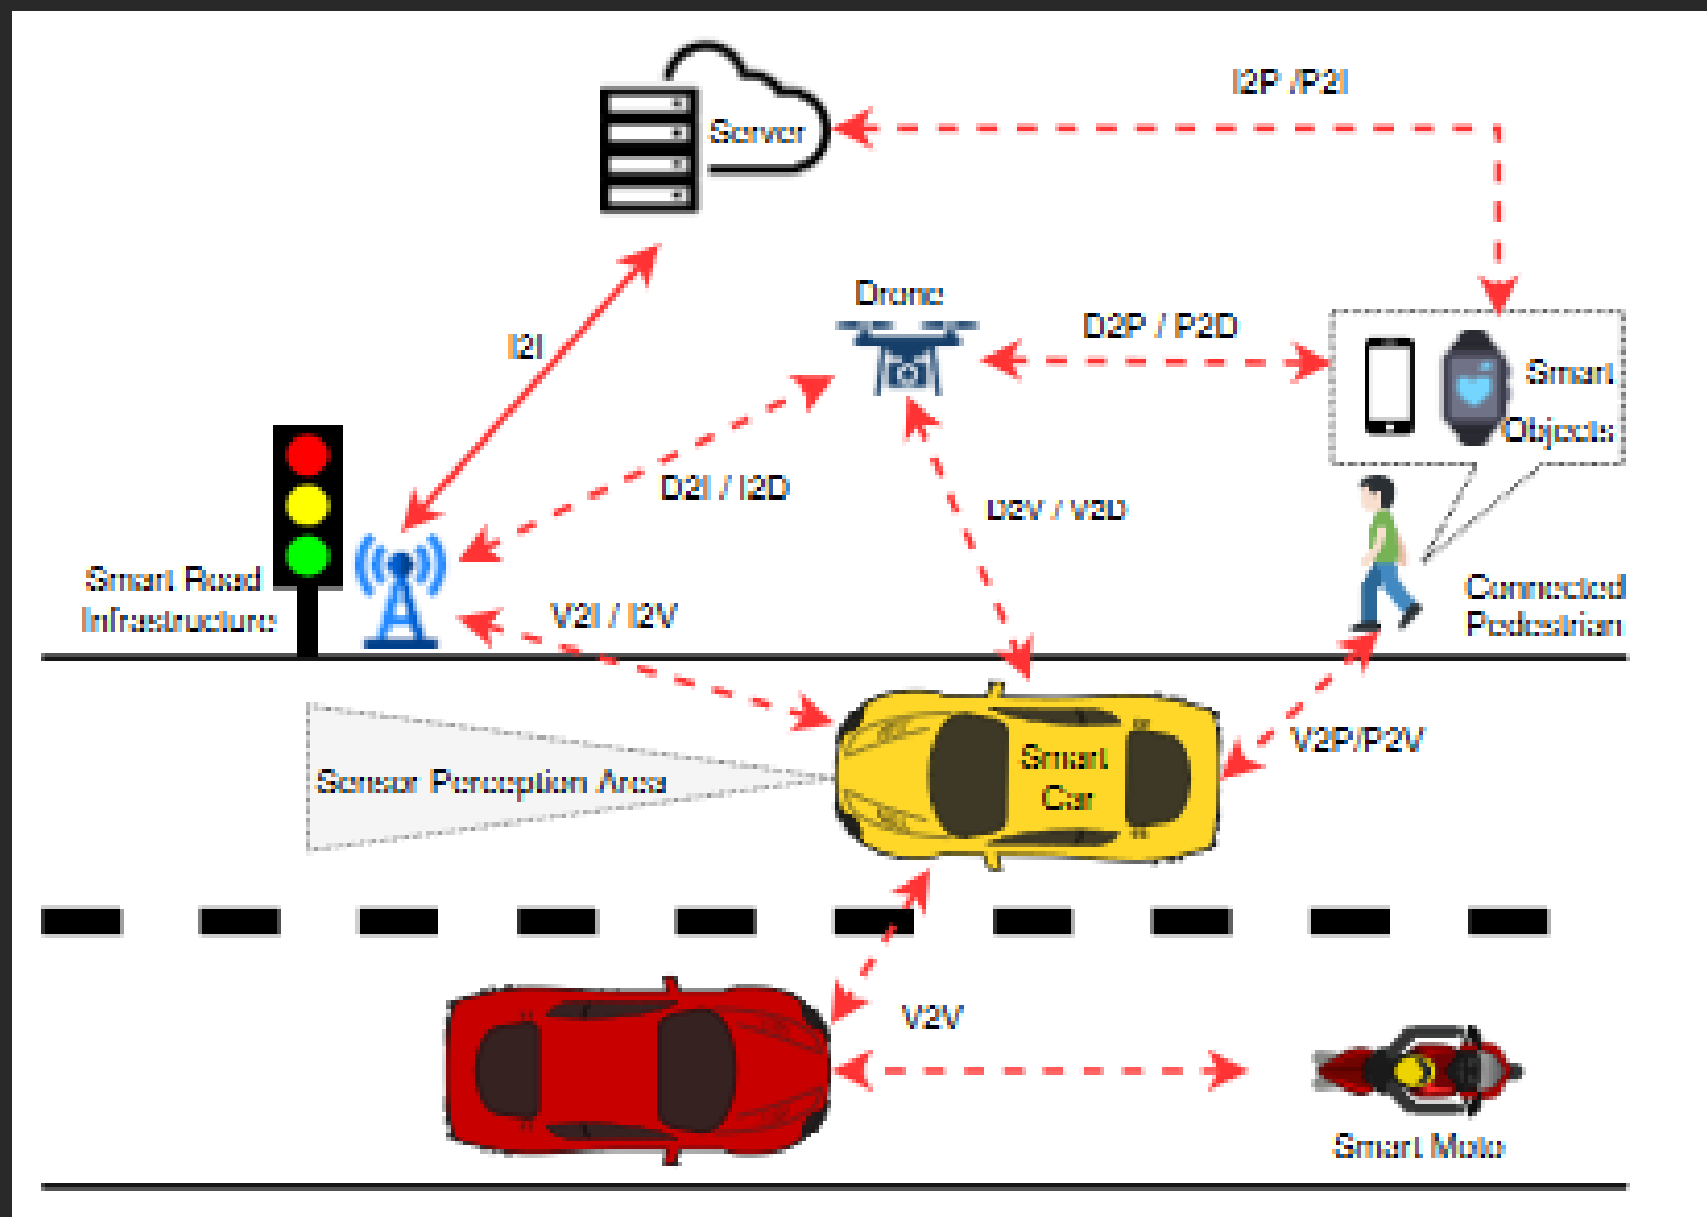 I2P /P2I
Server
Drone
D2P / P2D
I2I
Smart
Objects
D2I / I2D
D2V / V2D
Smart Road
Infrastructure
V2I / I2V
Connected
Pedestrian
V2P/P2V
Sensor Perception Area
Smart
Car
V2V
Smart Moto